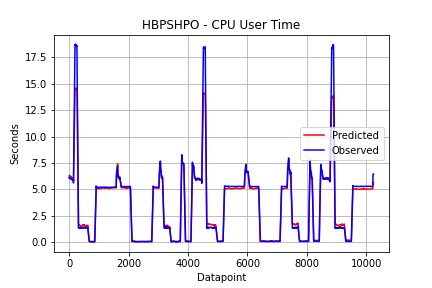 HBPSHPO - CPU User Time
Seconds
17.5
15.0
12.5
10.0
7.5
5.0
2.5
0.0
Predicted
Observed
0 2000 4000 6000 8000 10000
Datapoint